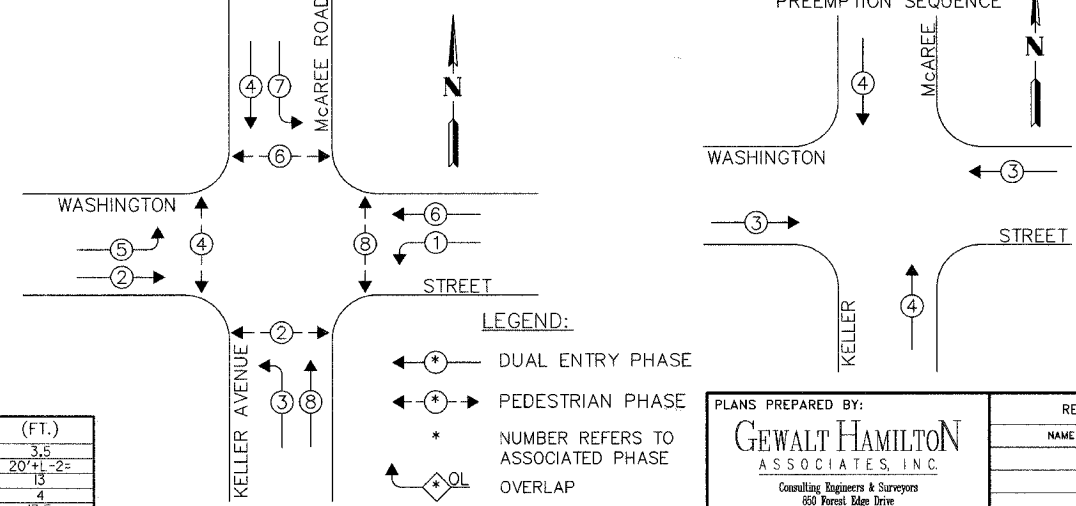 PREEMPTION SEQUENCE
McAREE ROAD
N
4
7
6
WASHINGTON
5
4
2
8
6
1
STREET
2
KELLER AVENUE
3
8
LEGEND:
* DUAL ENTRY PHASE
* PEDESTRIAN PHASE
* NUMBER REFERS TO
ASSOCIATED PHASE
* OL OVERLAP
McAREE
N
4
WASHINGTON
3
3
STREET
4
KELLER
(FT.)
3.5
20'+L-2=
13
4
PLANS PREPARED BY:
GEWALT HAMILTON
ASSOCIATES, INC.
Consulting Engineers & Surveyors
850 Forest Edge Drive
RE
NAME